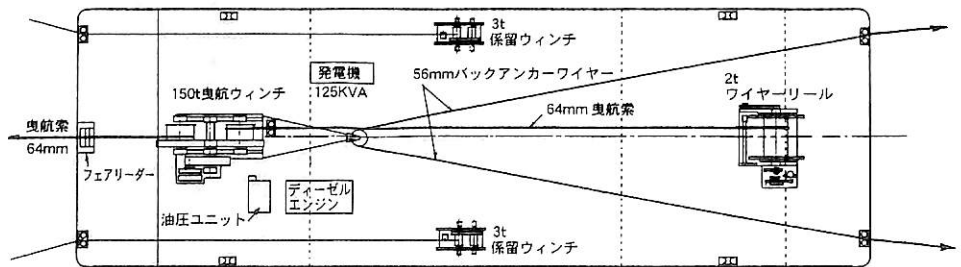 3t
係留ウィンチ
発電機
125KVA
56mmバックアンカーワイヤー
2t
ワイヤーリール
150t曳航ウィンチ
64mm 曳航索
曳航索
64mm
フェアリーダー
油圧ユニット
ディーゼル
エンジン
3t
係留ウィンチ